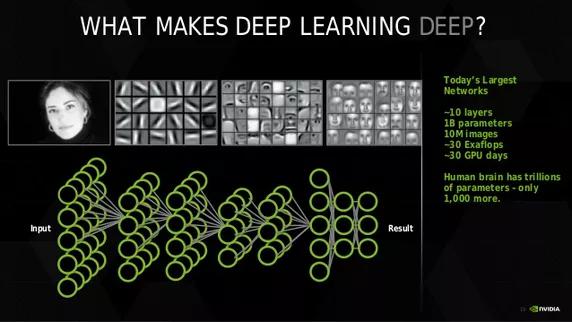 WHAT MAKES DEEP LEARNING DEEP?
Today's Largest
Networks
~10 layers
1B parameters
10M images
~30 Exaflops
~30 GPU days
Human brain has trillions
of parameters - only
1,000 more.
Input
Result
NVIDIA